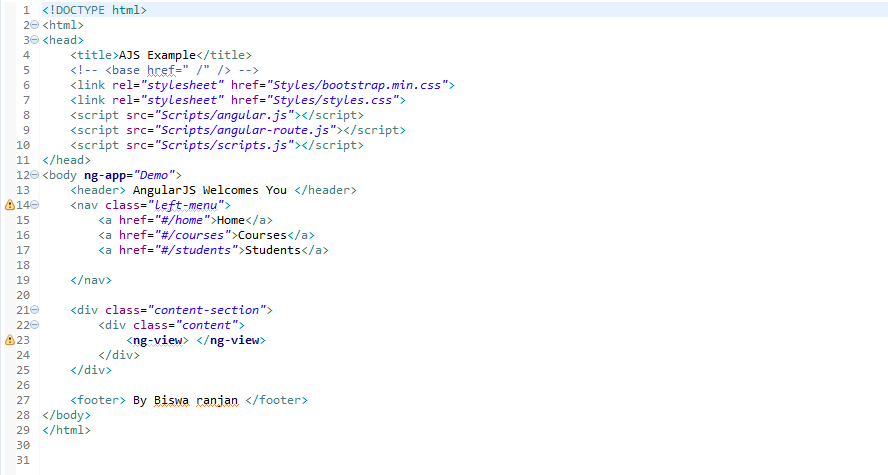 1 <!DOCTYPE html>
2 <html>
3 <head>
4 <title>AJS Example</title>
5 <!-- <base href=" /" /> -->
6 <link rel="stylesheet" href="Styles/bootstrap.min.css">
7 <link rel="stylesheet" href="Styles/styles.css">
8 <script src="Scripts/angular.js"></script>
9 <script src="Scripts/angular-route.js"></script>
10 <script src="Scripts/scripts.js"></script>
11 </head>
12 <body ng-app="Demo">
13 <header> AngularJS Welcomes You </header>
14 <nav class="left-menu">
15 <a href="#/home">Home</a>
16 <a href="#/courses">Courses</a>
17 <a href="#/students">Students</a>
18
19 </nav>
20
21 <div class="content-section">
22 <div class="content">
23 <ng-view> </ng-view>
24 </div>
25 </div>
26
27 <footer> By Biswa ranjan </footer>
28 </body>
29 </html>
30
31